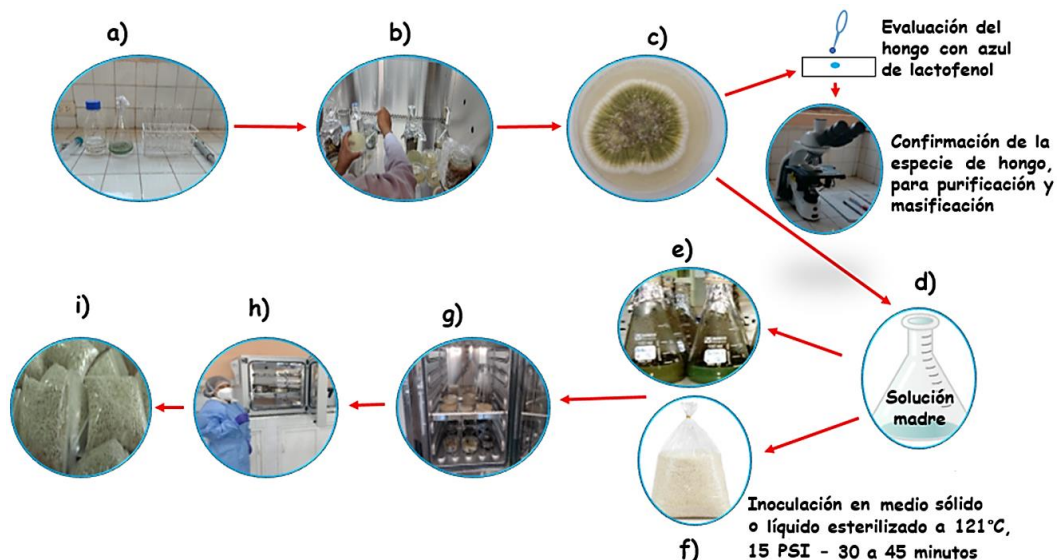 a)
b)
c)
Evaluación del
hongo con azul
de lactofenol
Confirmación de la
especie de hongo,
para purificación y
masificación
d)
Solución
madre
e)
f)
Inoculación en medio sólido
o líquido esterilizado a 121°C,
15 PSI - 30 a 45 minutos
g)
h)
i)